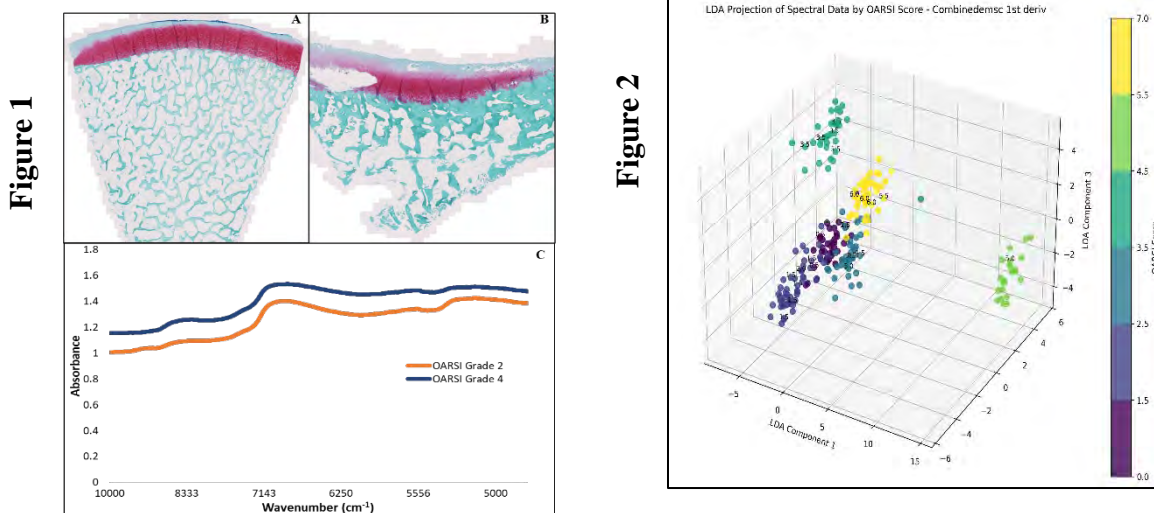 Figure 1
A
B
C
1.8
1.6
1.4
1.2
1
0.8
0.6
0.4
0.2
0
Absorbance
OARSI Grade 2
OARSI Grade 4
10000 8333 7143 6250 5556 5000
Wavenumber (cm⁻¹)
Figure 2
LDA Projection of Spectral Data by OARSI Score - Combinedemsc 1st deriv
4
2
0
−2
−4
LDA Component 3
6
4
2
0
−2
−4
−6
−5 0 5 10 15
LDA Component 1
7.0
5.5
4.5
3.5
2.5
1.5
0.0